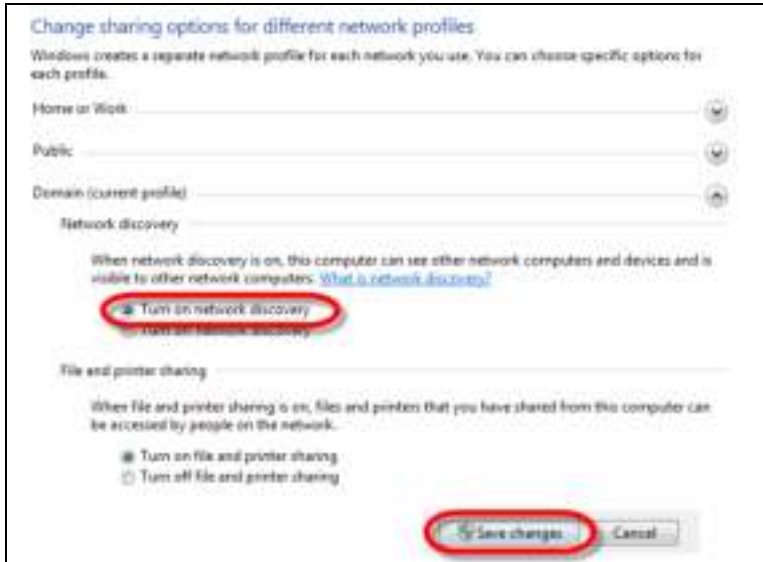 Change sharing options for different network profiles
Windows creates a separate network profile for each network you use. You can choose specific options for
each profile.
Home or Work
Public
Domain (current profile)
Network discovery
When network discovery is on, this computer can see other network computers and devices and is
visible to other network computers. What is network discovery?
Turn on network discovery
Turn off network discovery
File and printer sharing
When file and printer sharing is on, files and printers that you have shared from this computer can
be accessed by people on the network.
Turn on file and printer sharing
Turn off file and printer sharing
Save changes Cancel